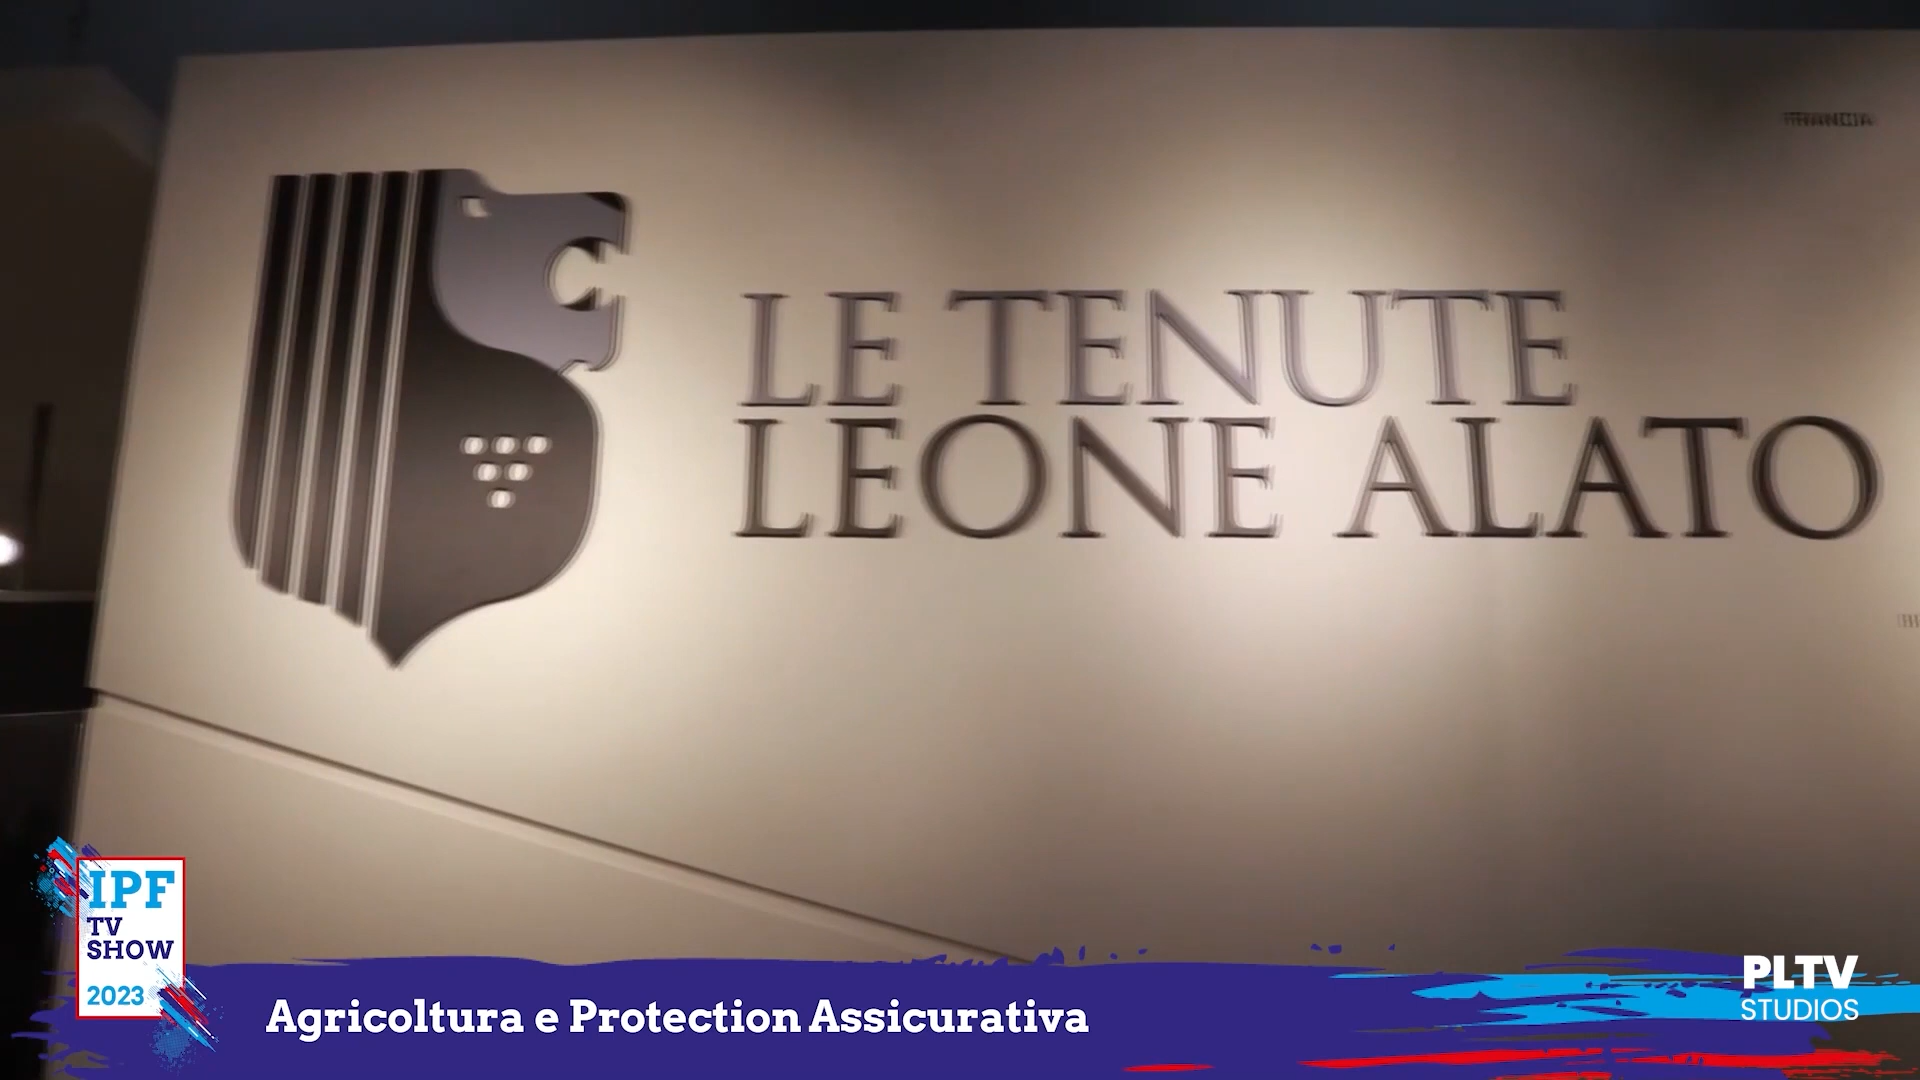 LE TENUTE
LEONE ALATO
IPF
TV
SHOW
2023
Agricoltura e Protection Assicurativa
PLTV
STUDIOS